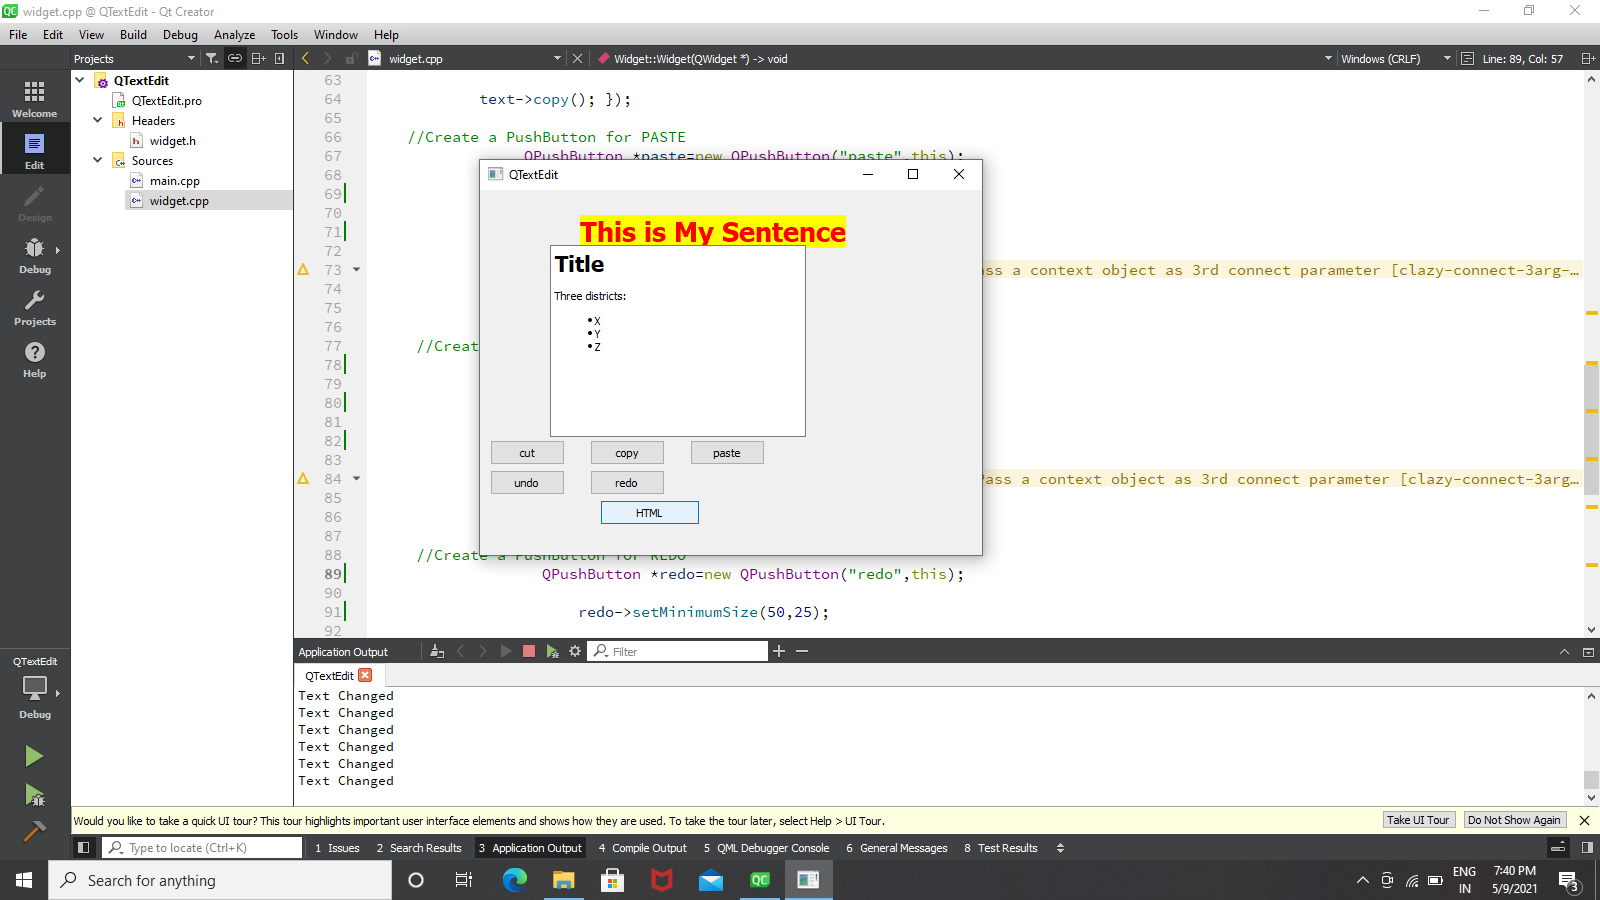 widget.cpp @ QTextEdit - Qt Creator
File Edit View Build Debug Analyze Tools Window Help
Projects widget.cpp Widget::Widget(QWidget *) -> void Windows (CRLF) Line: 89, Col: 57
Welcome
Edit
Design
Debug
Projects
Help
QTextEdit
Debug
QTextEdit
QTextEdit.pro
Headers
widget.h
Sources
main.cpp
widget.cpp
63
64 text->copy(); });
65
66 //Create a PushButton for PASTE
67 QPushButton *paste=new QPushButton("paste",this);
68
69
70
71
72
73 ass a context object as 3rd connect parameter [clazy-connect-3arg-…
74
75
76
77 //Creat
78
79
80
81
82
83
84 Pass a context object as 3rd connect parameter [clazy-connect-3arg…
85
86
87
88 //Create a PushButton for REDO
89 QPushButton *redo=new QPushButton("redo",this);
90
91 redo->setMinimumSize(50,25);
92
QTextEdit
This is My Sentence
Title
Three districts:
X
Y
Z
cut copy paste
undo redo
HTML
Application Output Filter
QTextEdit
Text Changed
Text Changed
Text Changed
Text Changed
Text Changed
Text Changed
Would you like to take a quick UI tour? This tour highlights important user interface elements and shows how they are used. To take the tour later, select Help > UI Tour. Take UI Tour Do Not Show Again
Type to locate (Ctrl+K) 1 Issues 2 Search Results 3 Application Output 4 Compile Output 5 QML Debugger Console 6 General Messages 8 Test Results
Search for anything
ENG
IN
7:40 PM
5/9/2021
3